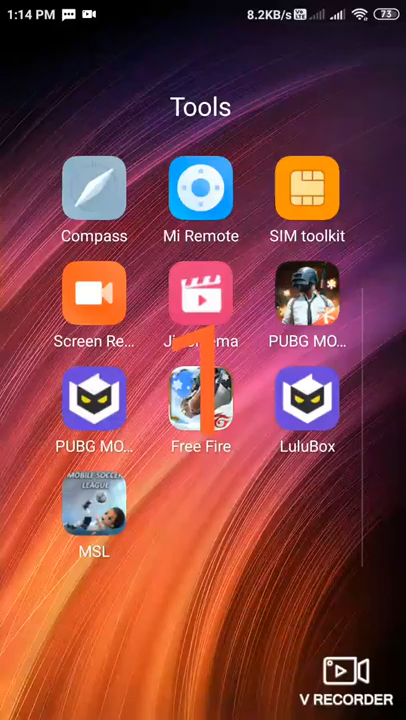 1:14 PM
8.2KB/s
73
Tools
Compass
Mi Remote
SIM toolkit
Screen Re...
PUBG MO...
1
PUBG MO...
Free Fire
LuluBox
MOBILE SOCCER
LEAGUE
MSL
V RECORDER